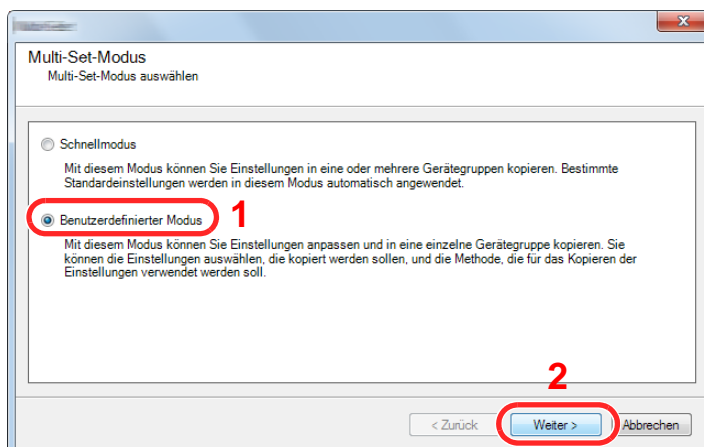 Multi-Set-Modus
Multi-Set-Modus auswählen
Schnellmodus
Mit diesem Modus können Sie Einstellungen in eine oder mehrere Gerätegruppen kopieren. Bestimmte
Standardeinstellungen werden in diesem Modus automatisch angewendet.
Benutzerdefinierter Modus 1
Mit diesem Modus können Sie Einstellungen anpassen und in eine einzelne Gerätegruppe kopieren. Sie
können die Einstellungen auswählen, die kopiert werden sollen, und die Methode, die für das Kopieren der
Einstellungen verwendet werden soll.
2
< Zurück Weiter > Abbrechen